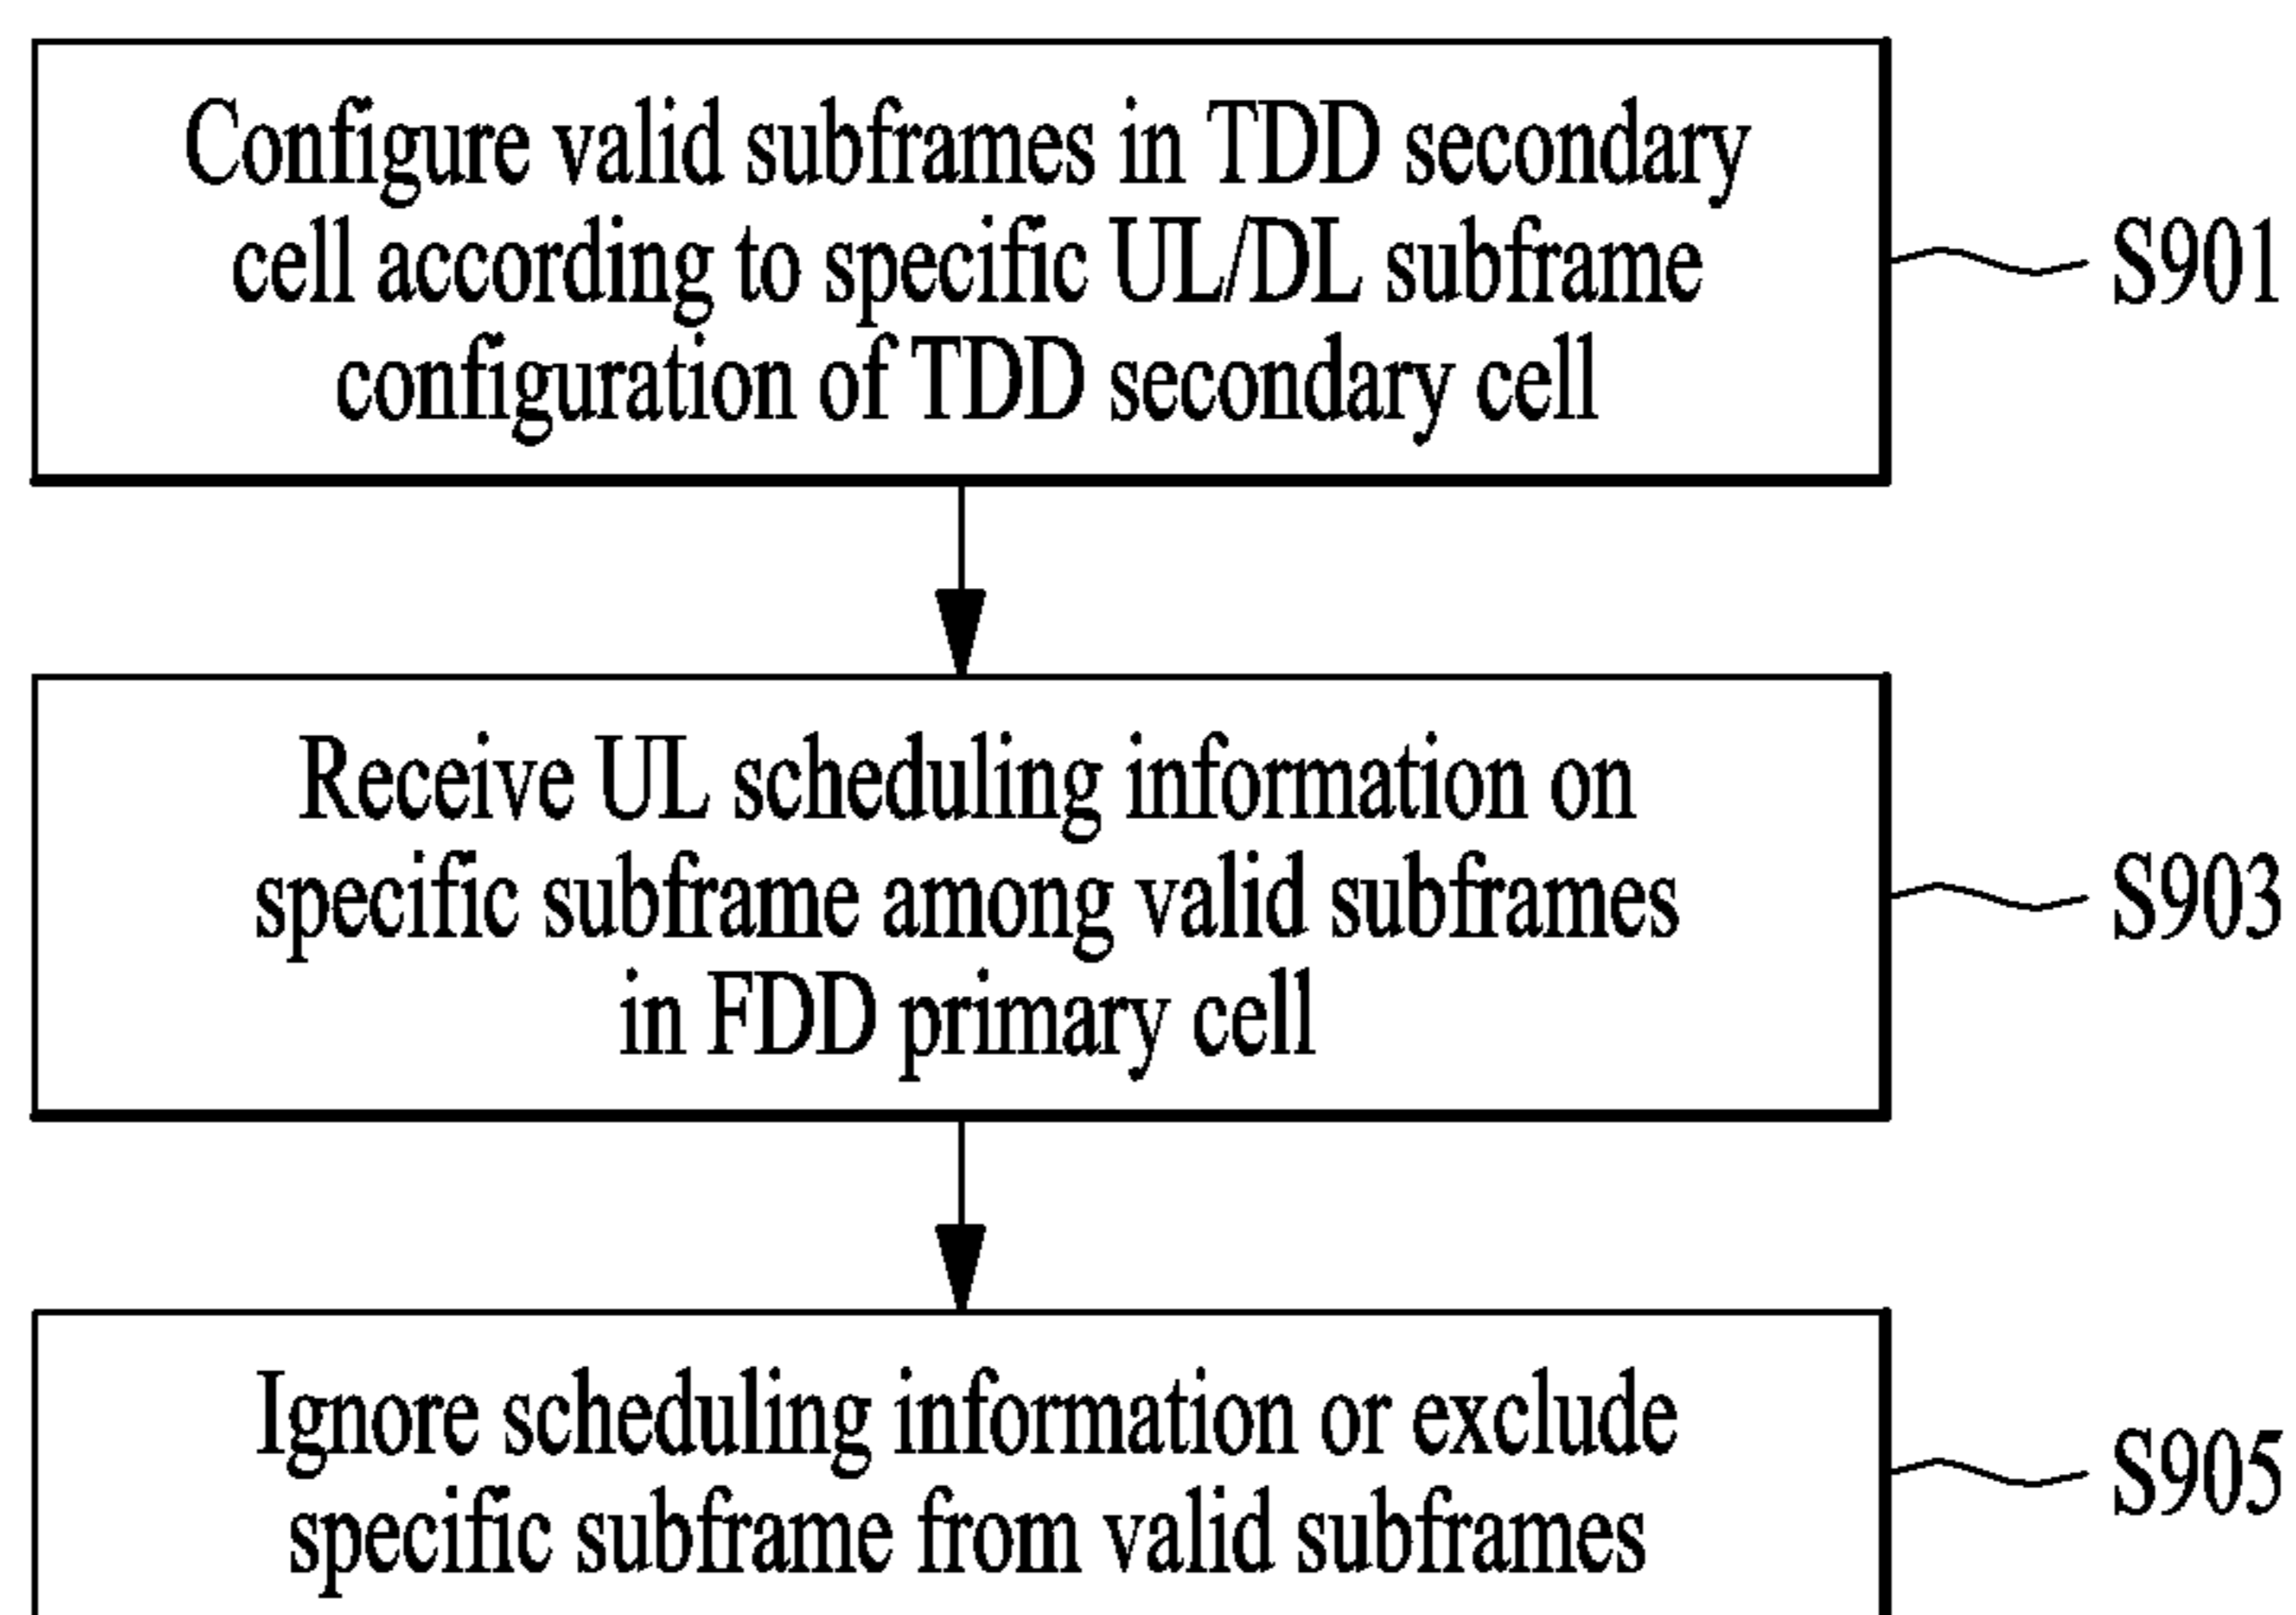 Configure valid subframes in TDD secondary
cell according to specific UL/DL subframe
configuration of TDD secondary cell
S901
Receive UL scheduling information on
specific subframe among valid subframes
in FDD primary cell
S903
Ignore scheduling information or exclude
specific subframe from valid subframes
S905